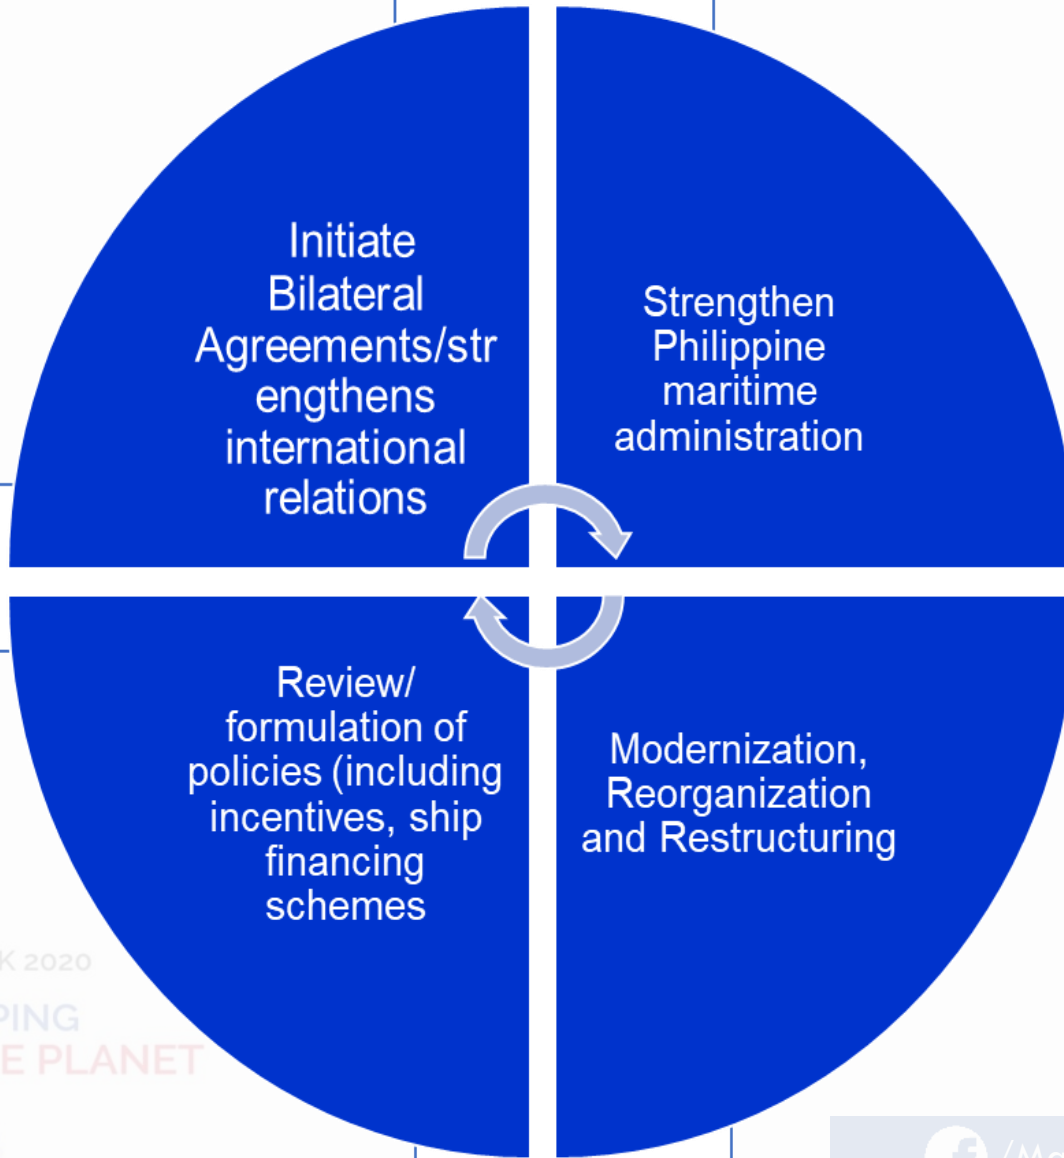 Initiate
Bilateral
Agreements/str
engthens
international
relations
Strengthen
Philippine
maritime
administration
Review/
formulation of
policies (including
incentives, ship
financing
schemes
Modernization,
Reorganization
and Restructuring
K 2020
PING
E PLANET